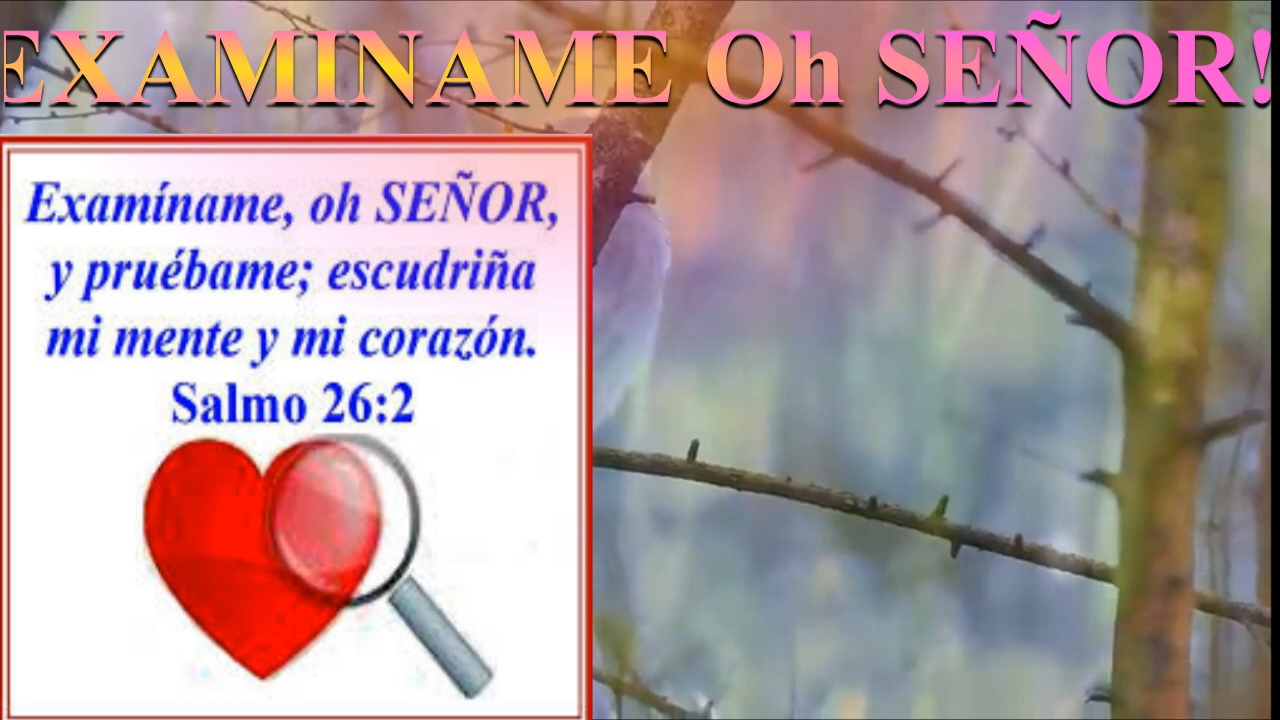 EXAMINAME Oh SEÑOR!
Examíname, oh SEÑOR,
y pruébame; escudriña
mi mente y mi corazón.
Salmo 26:2